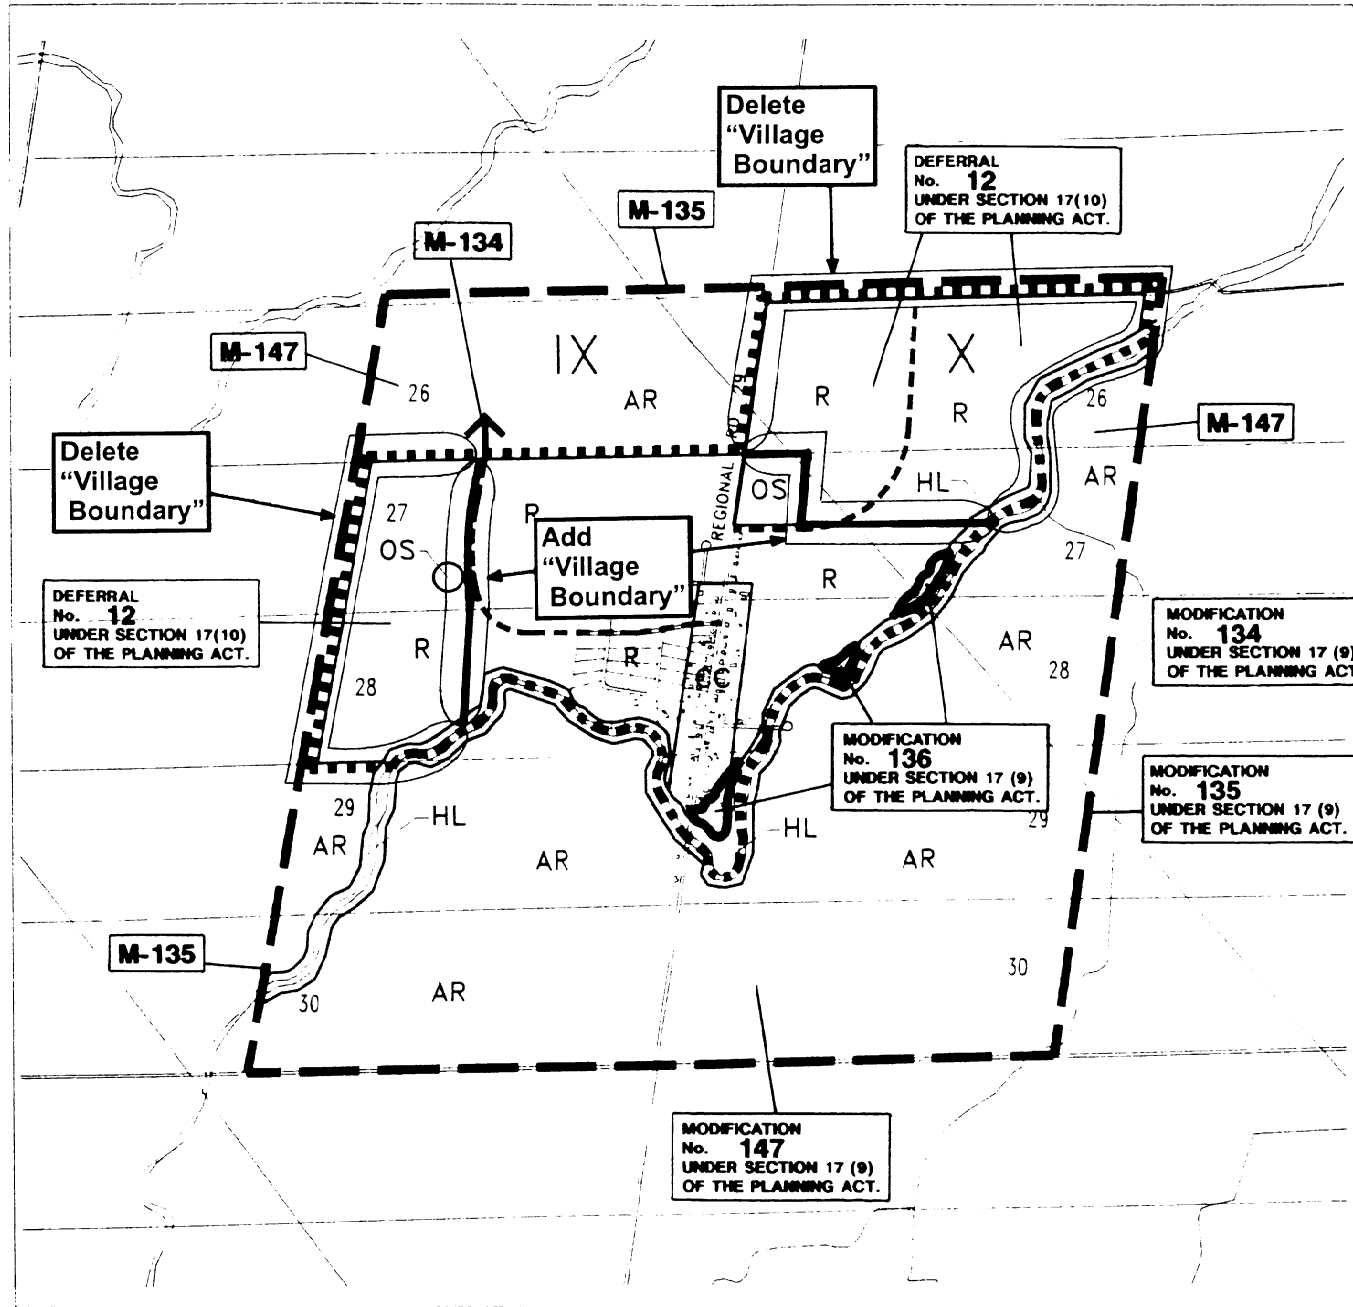 Delete
“Village
Boundary”
DEFERRAL
No. 12
UNDER SECTION 17(10)
OF THE PLANNING ACT.
M-135
M-134
M-147
IX
X
26
AR
29
RD
R
R
26
M-147
Delete
“Village
Boundary”
27
OS
R
REGIONAL
OS
HL
AR
27
Add
“Village
Boundary”
R
DEFERRAL
No. 12
UNDER SECTION 17(10)
OF THE PLANNING ACT.
R
28
R
AR
28
MODIFICATION
No. 134
UNDER SECTION 17 (9)
OF THE PLANNING ACT
MODIFICATION
No. 136
UNDER SECTION 17 (9)
OF THE PLANNING ACT.
MODIFICATION
No. 135
UNDER SECTION 17 (9)
OF THE PLANNING ACT.
29
HL
AR
AR
HL
AR
29
M-135
30
AR
30
MODIFICATION
No. 147
UNDER SECTION 17 (9)
OF THE PLANNING ACT.